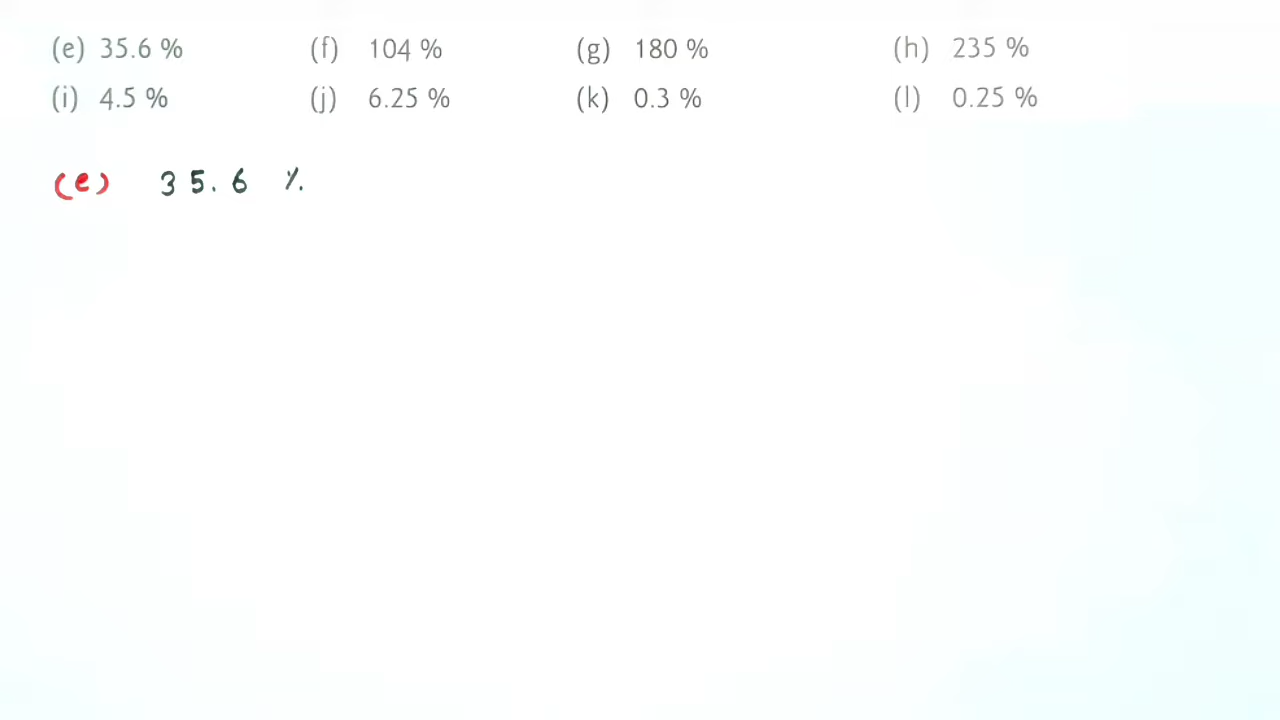 (e) 35.6 % (f) 104 % (g) 180 % (h) 235 %
(i) 4.5 % (j) 6.25 % (k) 0.3 % (l) 0.25 %
(e) 35.6 %